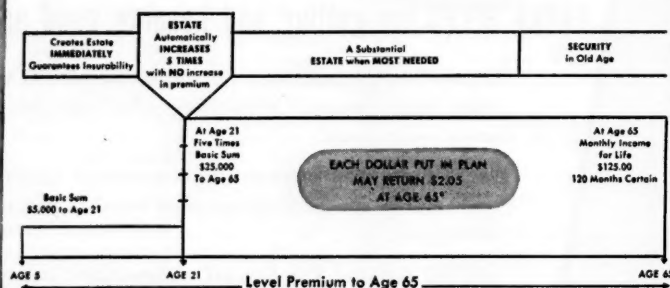 Creates Estate
IMMEDIATELY
Guarantees Insurability
ESTATE
Automatically
INCREASES
5 TIMES
with NO increase
in premium
A Substantial
ESTATE when MOST NEEDED
SECURITY
in Old Age
Basic Sum
$5,000 to Age 21
At Age 21
Five Times
Basic Sum
$25,000
To Age 65
EACH DOLLAR PUT IN PLAN
MAY RETURN $2.05
AT AGE 65*
At Age 65
Monthly Income
for Life
$125.00
120 Months Certain
AGE 5
AGE 21
AGE 6
Level Premium to Age 65